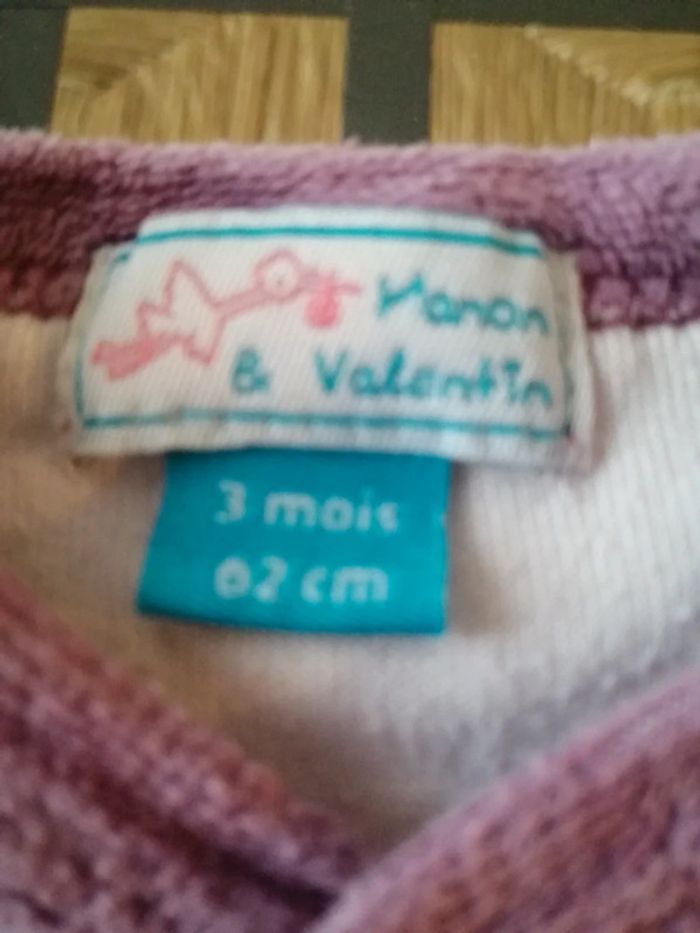 Manon
& Valentin
3 mois
62 cm